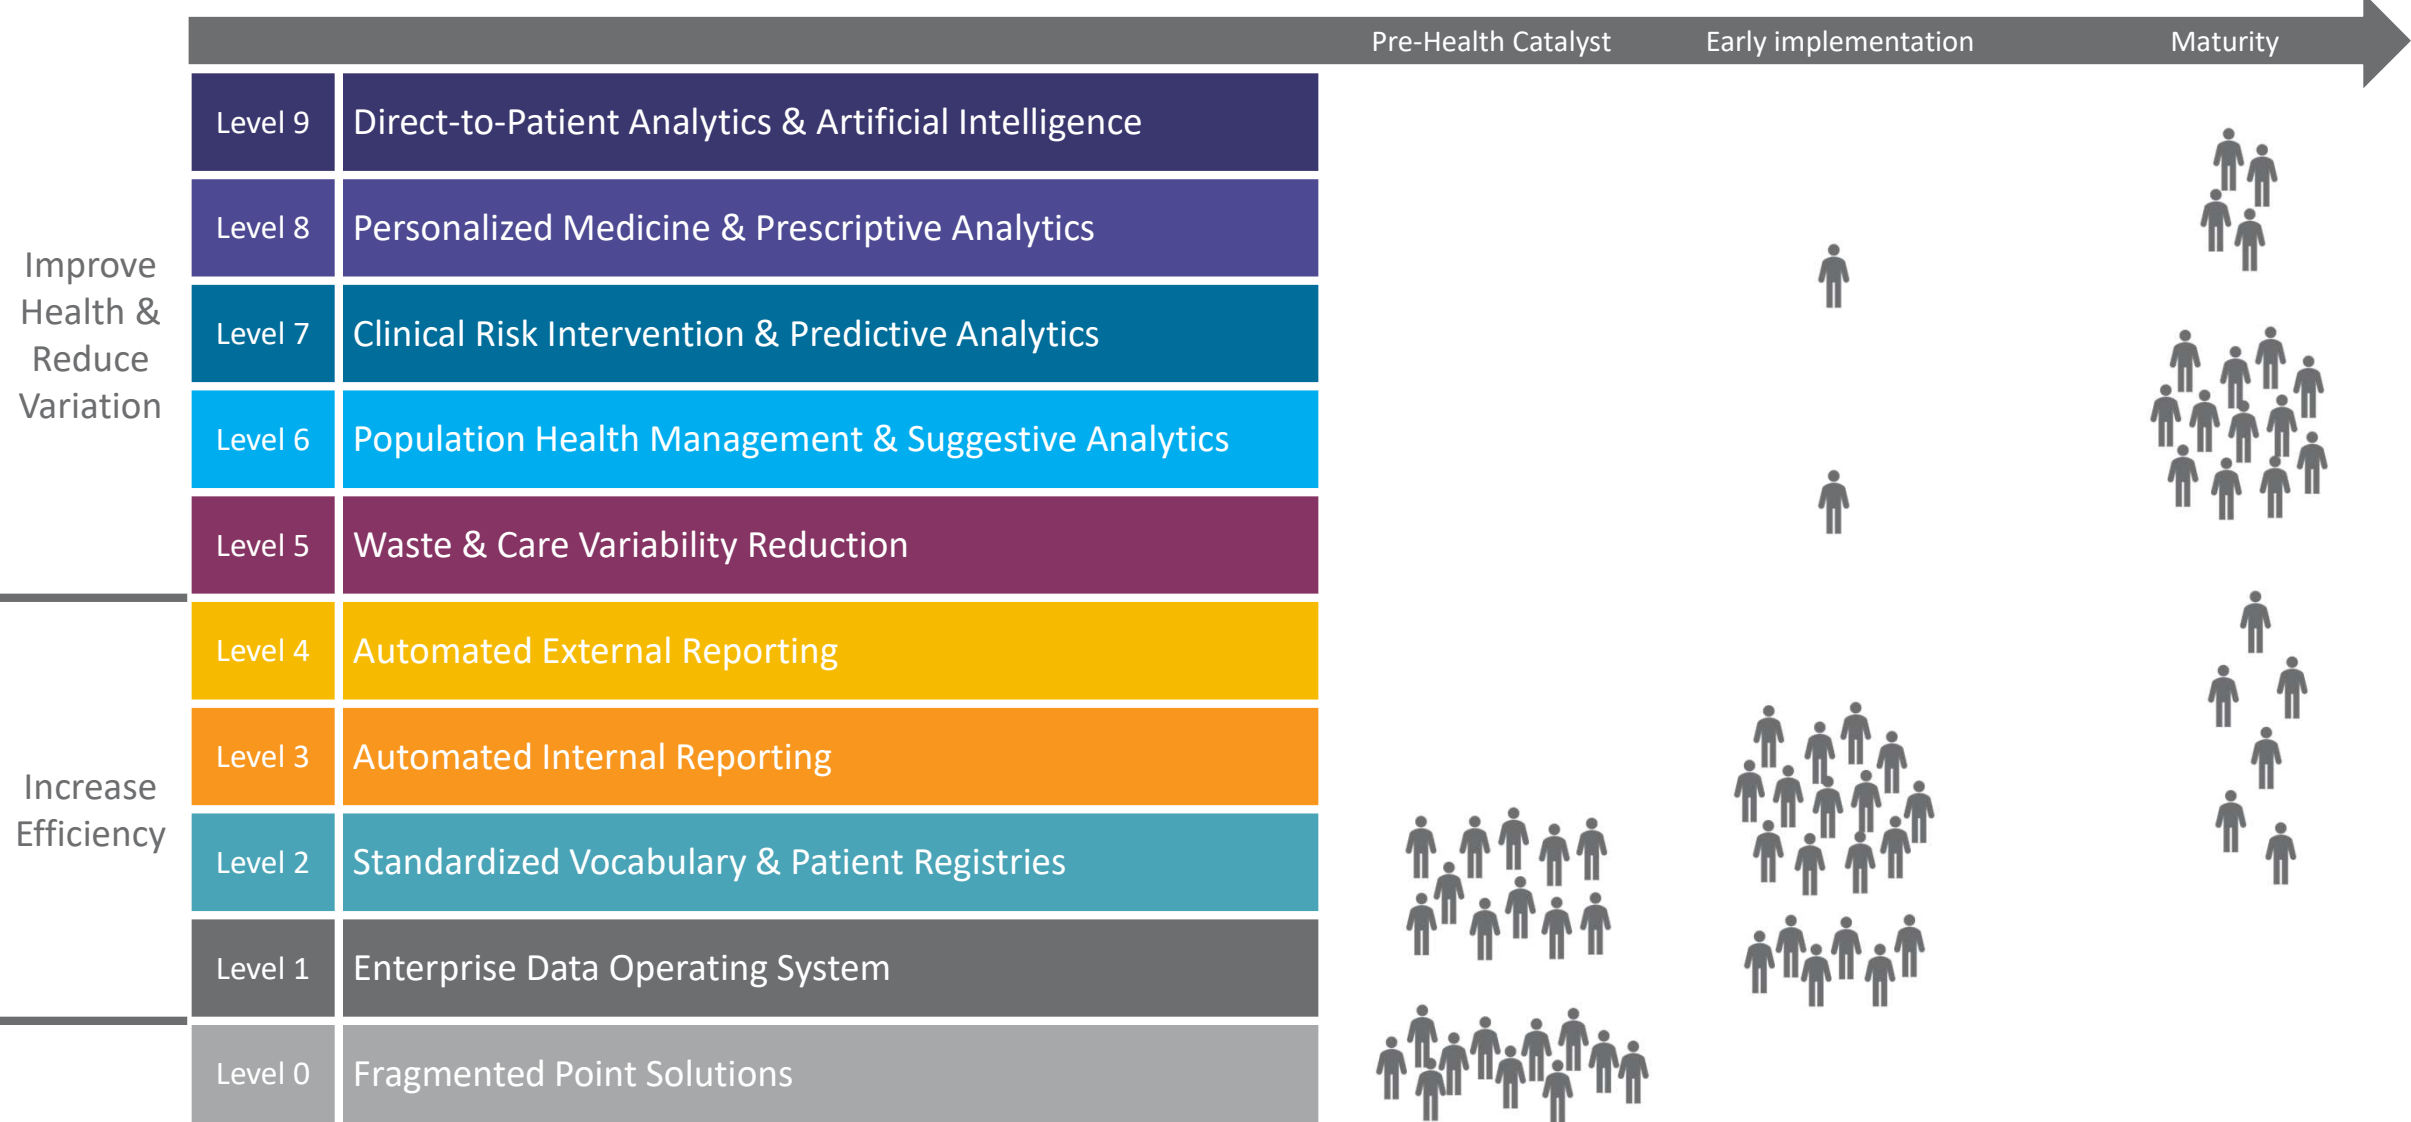 Pre-Health Catalyst
Early implementation
Maturity
Improve
Health &
Reduce
Variation
Level 9
Direct-to-Patient Analytics & Artificial Intelligence
Level 8
Personalized Medicine & Prescriptive Analytics
Level 7
Clinical Risk Intervention & Predictive Analytics
Level 6
Population Health Management & Suggestive Analytics
Level 5
Waste & Care Variability Reduction
Increase
Efficiency
Level 4
Automated External Reporting
Level 3
Automated Internal Reporting
Level 2
Standardized Vocabulary & Patient Registries
Level 1
Enterprise Data Operating System
Level 0
Fragmented Point Solutions